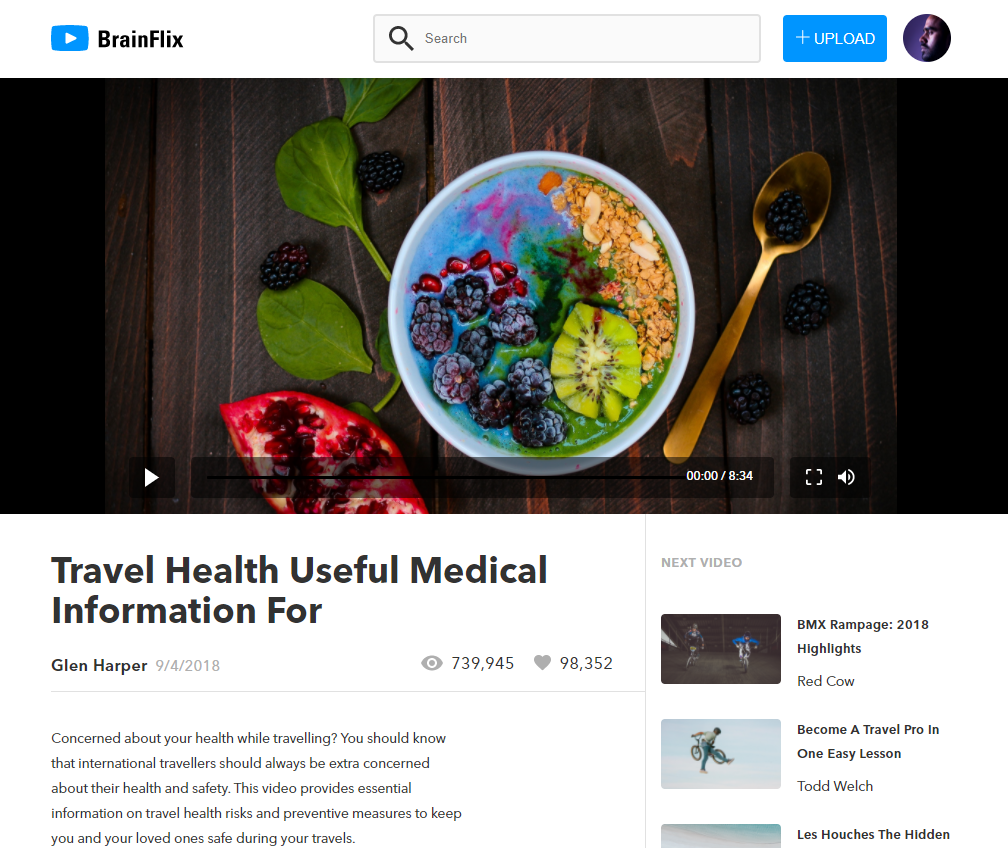 BrainFlix
Search
+ UPLOAD
00:00 / 8:34
Travel Health Useful Medical
Information For
Glen Harper 9/4/2018
739,945 98,352
Concerned about your health while travelling? You should know
that international travellers should always be extra concerned
about their health and safety. This video provides essential
information on travel health risks and preventive measures to keep
you and your loved ones safe during your travels.
NEXT VIDEO
BMX Rampage: 2018
Highlights
Red Cow
Become A Travel Pro In
One Easy Lesson
Todd Welch
Les Houches The Hidden